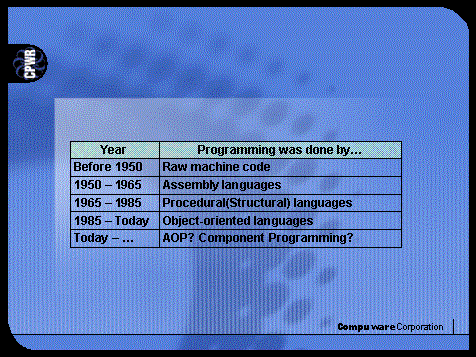 CPWR
Year Programming was done by…
Before 1950 Raw machine code
1950 – 1965 Assembly languages
1965 – 1985 Procedural(Structural) languages
1985 – Today Object-oriented languages
Today – … AOP? Component Programming?
Compuware Corporation